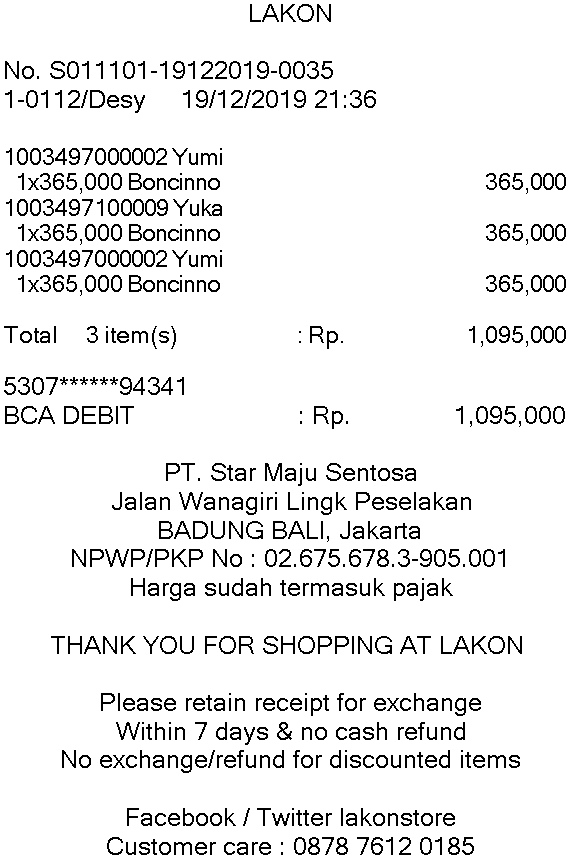 LAKON
No. S011101-19122019-0035
1-0112/Desy 19/12/2019 21:36
1003497000002 Yumi
1x365,000 Boncinno 365,000
1003497100009 Yuka
1x365,000 Boncinno 365,000
1003497000002 Yumi
1x365,000 Boncinno 365,000
Total 3 item(s) : Rp. 1,095,000
5307******94341
BCA DEBIT : Rp. 1,095,000
PT. Star Maju Sentosa
Jalan Wanagiri Lingk Peselakan
BADUNG BALI, Jakarta
NPWP/PKP No : 02.675.678.3-905.001
Harga sudah termasuk pajak
THANK YOU FOR SHOPPING AT LAKON
Please retain receipt for exchange
Within 7 days & no cash refund
No exchange/refund for discounted items
Facebook / Twitter lakonstore
Customer care : 0878 7612 0185